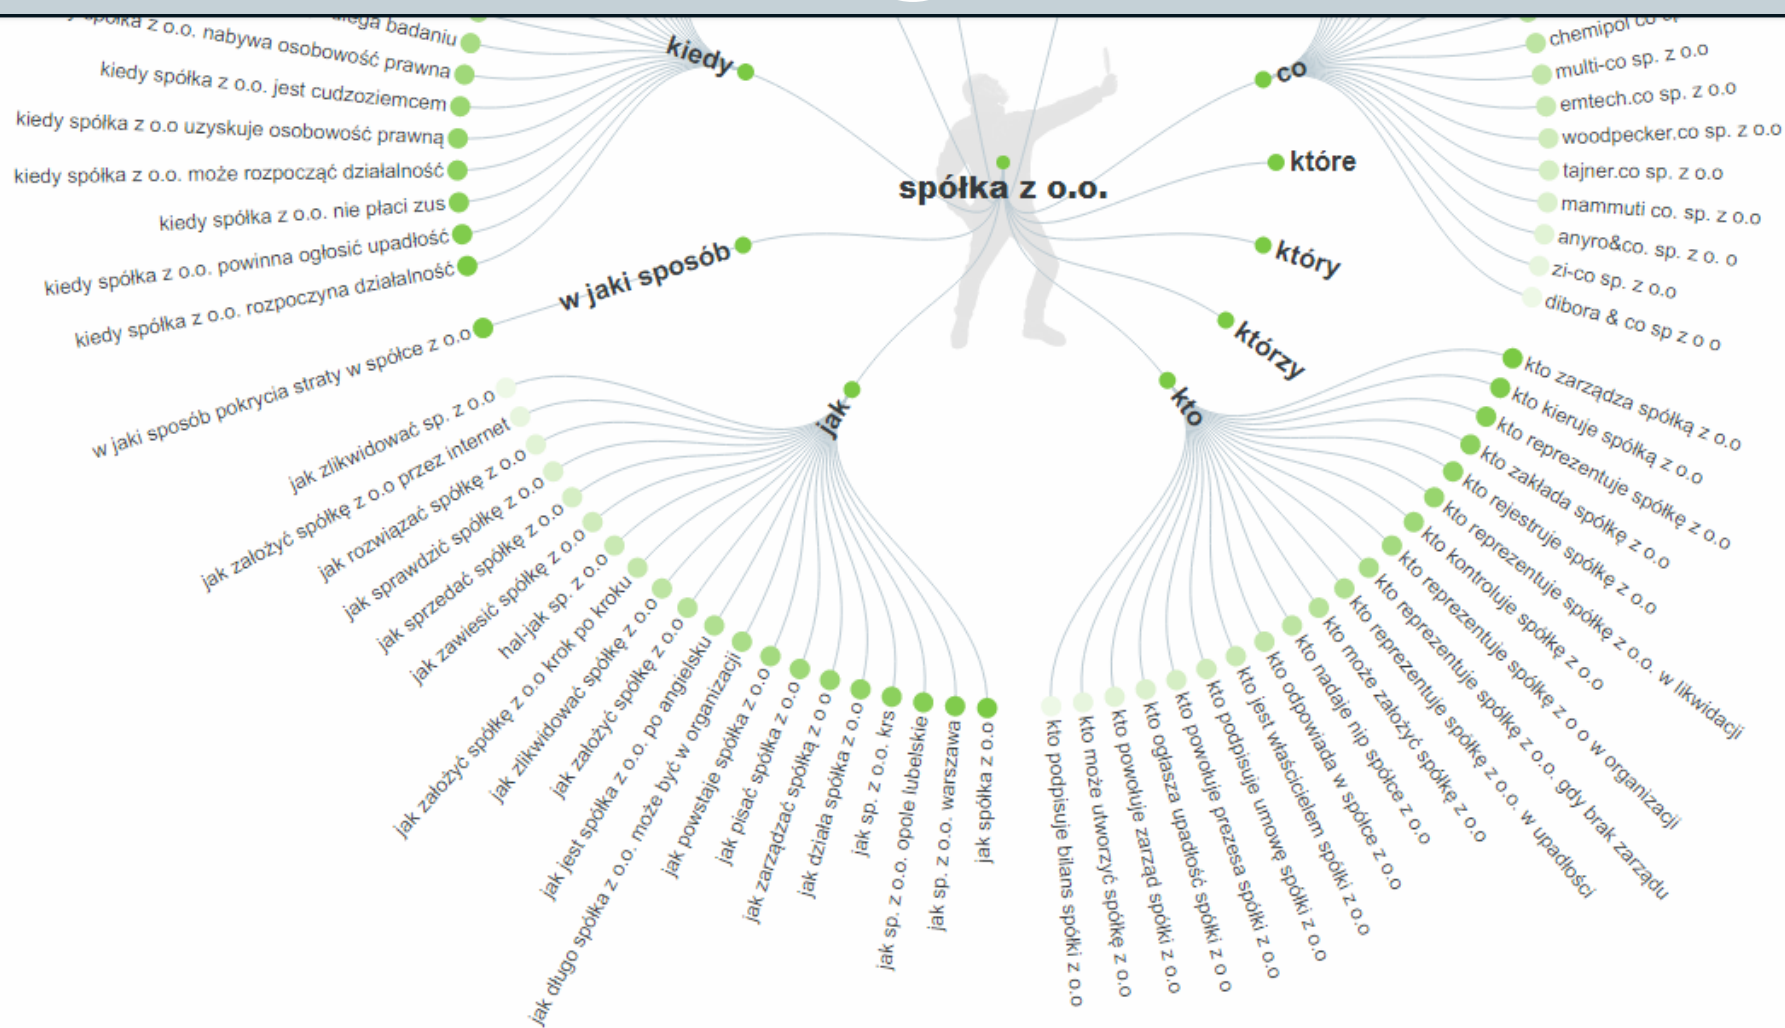 lega badaniu
spółka z o.o. nabywa osobowość prawna
kiedy spółka z o.o. jest cudzoziemcem
kiedy spółka z o.o uzyskuje osobowość prawną
kiedy spółka z o.o. może rozpocząć działalność
kiedy spółka z o.o. nie płaci zus
kiedy spółka z o.o. powinna ogłosić upadłość
kiedy spółka z o.o. rozpoczyna działalność
kiedy
w jaki sposób
w jaki sposób pokrycia straty w spółce z o.o
spółka z o.o.
co
chemipol co
multi-co sp. z o.o
emtech.co sp. z o.o
woodpecker.co sp. z o.o
tajner.co sp. z o.o
mammuti co. sp. z o.o
anyro&co. sp. z o. o
zi-co sp. z o.o
dibora & co sp z o o
które
który
którzy
jak
jak zlikwidować sp. z o.o
jak założyć spółkę z o.o przez internet
jak rozwiązać spółkę z o.o
jak sprawdzić spółkę z o.o
jak sprzedać spółkę z o.o
jak zawiesić spółkę z o.o
hal-jak sp. z o.o
jak założyć spółkę z o.o krok po kroku
jak zlikwidować spółkę z o.o
jak założyć spółkę z o.o
jak jest spółka z o.o. po angielsku
jak długo spółka z o.o. może być w organizacji
jak powstaje spółka z o.o
jak pisać spółka z o.o
jak zarządzać spółką z o o
jak działa spółka z o.o
jak sp. z o.o. krs
jak sp. z o.o. opole lubelskie
jak sp. z o.o. warszawa
jak spółka z o.o
kto
kto zarządza spółką z o.o
kto kieruje spółką z o.o
kto reprezentuje spółkę z o.o
kto zakłada spółkę z o.o
kto rejestruje spółkę z o.o
kto reprezentuje spółkę z o.o. w likwidacji
kto kontroluje spółkę z o.o
kto reprezentuje spółkę z o o w organizacji
kto reprezentuje spółkę z o.o. gdy brak zarządu
kto reprezentuje spółkę z o.o. w upadłości
kto może założyć spółkę z o.o
kto nadaje nip spółce z o.o
kto odpowiada w spółce z o.o
kto jest właścicielem spółki z o.o
kto podpisuje umowę spółki z o.o
kto powołuje prezesa spółki z o.o
kto ogłasza upadłość spółki z o o
kto powołuje zarząd spółki z o.o
kto może utworzyć spółkę z o.o
kto podpisuje bilans spółki z o.o